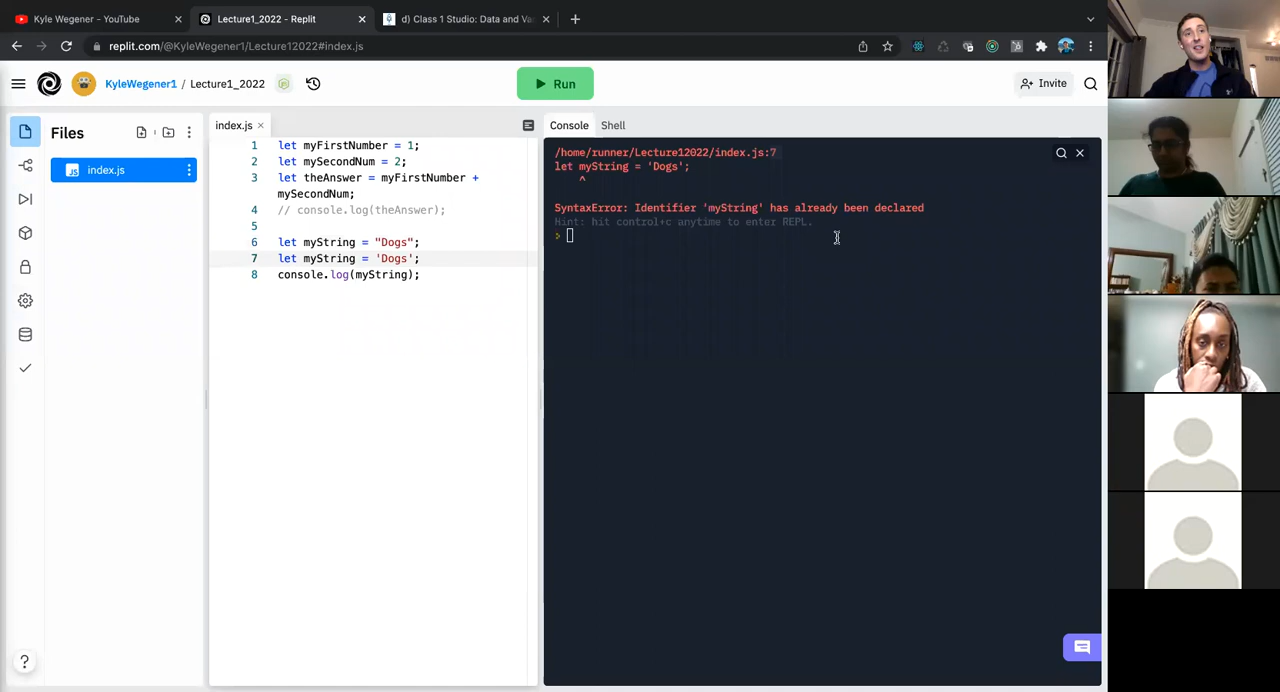 Kyle Wegener - YouTube
Lecture1_2022 - Replit
d) Class 1 Studio: Data and Va
replit.com/@KyleWegener1/Lecture12022#index.js
KyleWegener1 / Lecture1_2022
Run
Invite
Files
index.js
index.js
1 let myFirstNumber = 1;
2 let mySecondNum = 2;
3 let theAnswer = myFirstNumber +
mySecondNum;
4 // console.log(theAnswer);
5
6 let myString = "Dogs";
7 let myString = 'Dogs';
8 console.log(myString);
Console Shell
/home/runner/Lecture12022/index.js:7
let myString = 'Dogs';
^
SyntaxError: Identifier 'myString' has already been declared
Hint: hit control+c anytime to enter REPL.
>
?